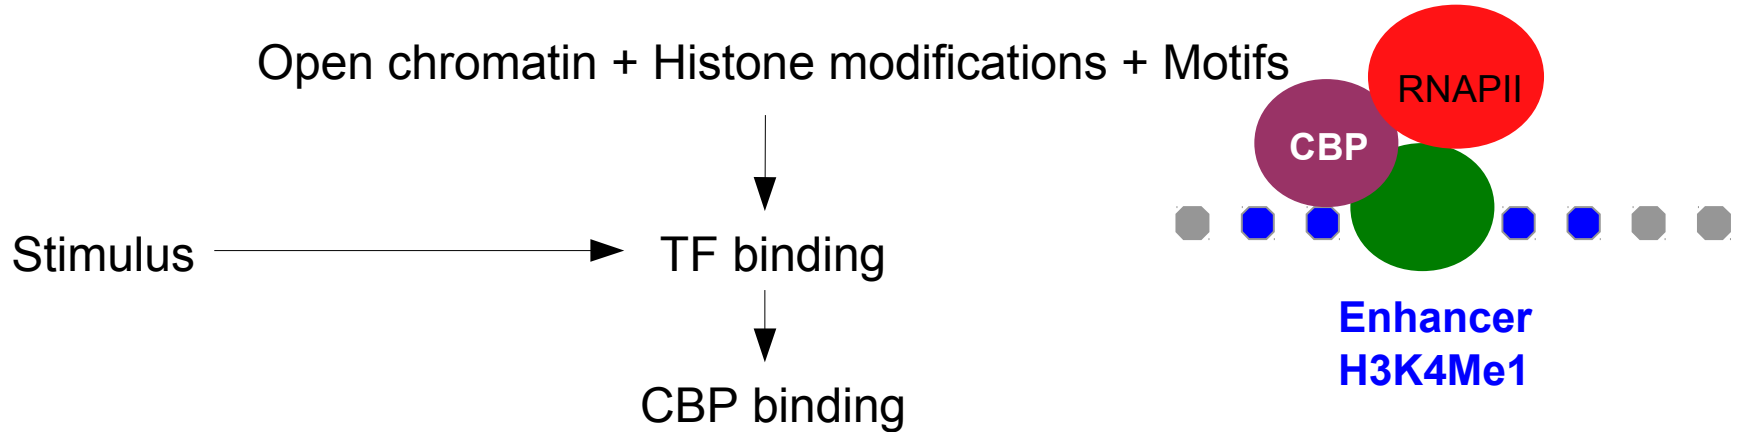 Open chromatin + Histone modifications + Motifs
RNAPII
CBP
Stimulus
TF binding
Enhancer
H3K4Me1
CBP binding